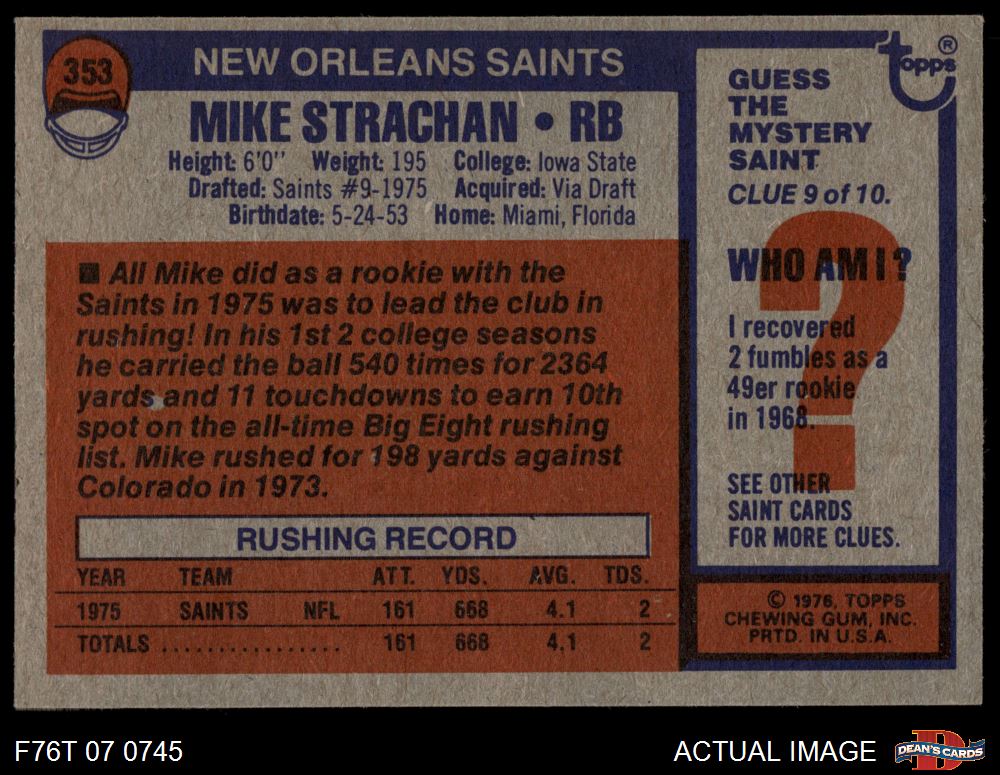 353
NEW ORLEANS SAINTS
MIKE STRACHAN • RB
Height: 6'0" Weight: 195 College: Iowa State
Drafted: Saints #9-1975 Acquired: Via Draft
Birthdate: 5-24-53 Home: Miami, Florida
■ All Mike did as a rookie with the
Saints in 1975 was to lead the club in
rushing! In his 1st 2 college seasons
he carried the ball 540 times for 2364
yards and 11 touchdowns to earn 10th
spot on the all-time Big Eight rushing
list. Mike rushed for 198 yards against
Colorado in 1973.
RUSHING RECORD
YEAR TEAM ATT. YDS. AVG. TDS.
1975 SAINTS NFL 161 668 4.1 2
TOTALS ................ 161 668 4.1 2
topps ®
GUESS
THE
MYSTERY
SAINT
CLUE 9 of 10.
?
WHO AM I?
I recovered
2 fumbles as a
49er rookie
in 1968.
SEE OTHER
SAINT CARDS
FOR MORE CLUES.
© 1976, TOPPS
CHEWING GUM, INC.
PRTD. IN U.S.A.
F76T 07 0745
ACTUAL IMAGE
DEAN'S CARDS